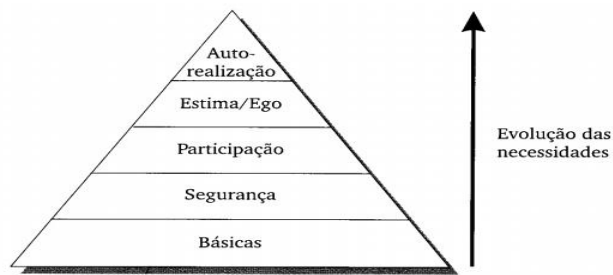 Auto-
realização
Estima/Ego
Participação
Segurança
Básicas
Evolução das
necessidades